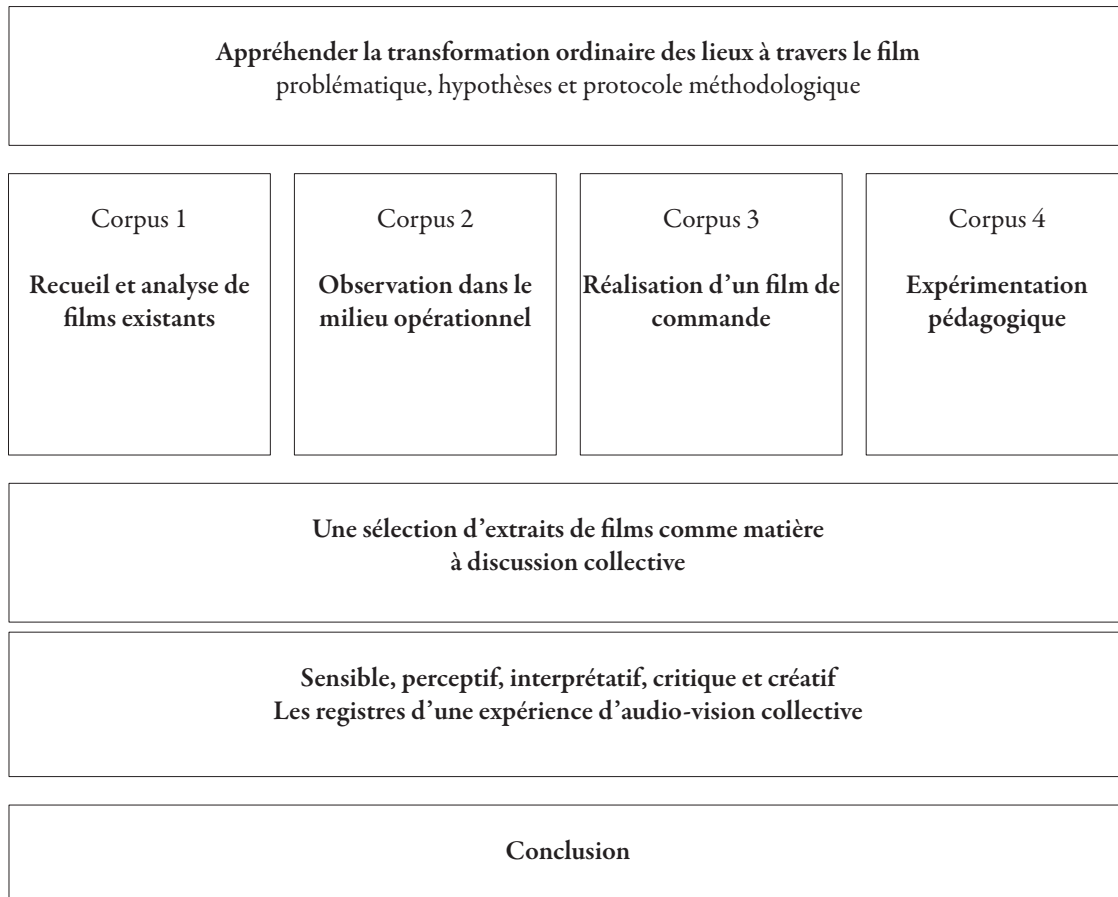 Appréhender la transformation ordinaire des lieux à travers le film
problématique, hypothèses et protocole méthodologique
Corpus 1
Recueil et analyse de
films existants
Corpus 2
Observation dans le
milieu opérationnel
Corpus 3
Réalisation d’un film de
commande
Corpus 4
Expérimentation
pédagogique
Une sélection d’extraits de films comme matière
à discussion collective
Sensible, perceptif, interprétatif, critique et créatif
Les registres d’une expérience d’audio-vision collective
Conclusion